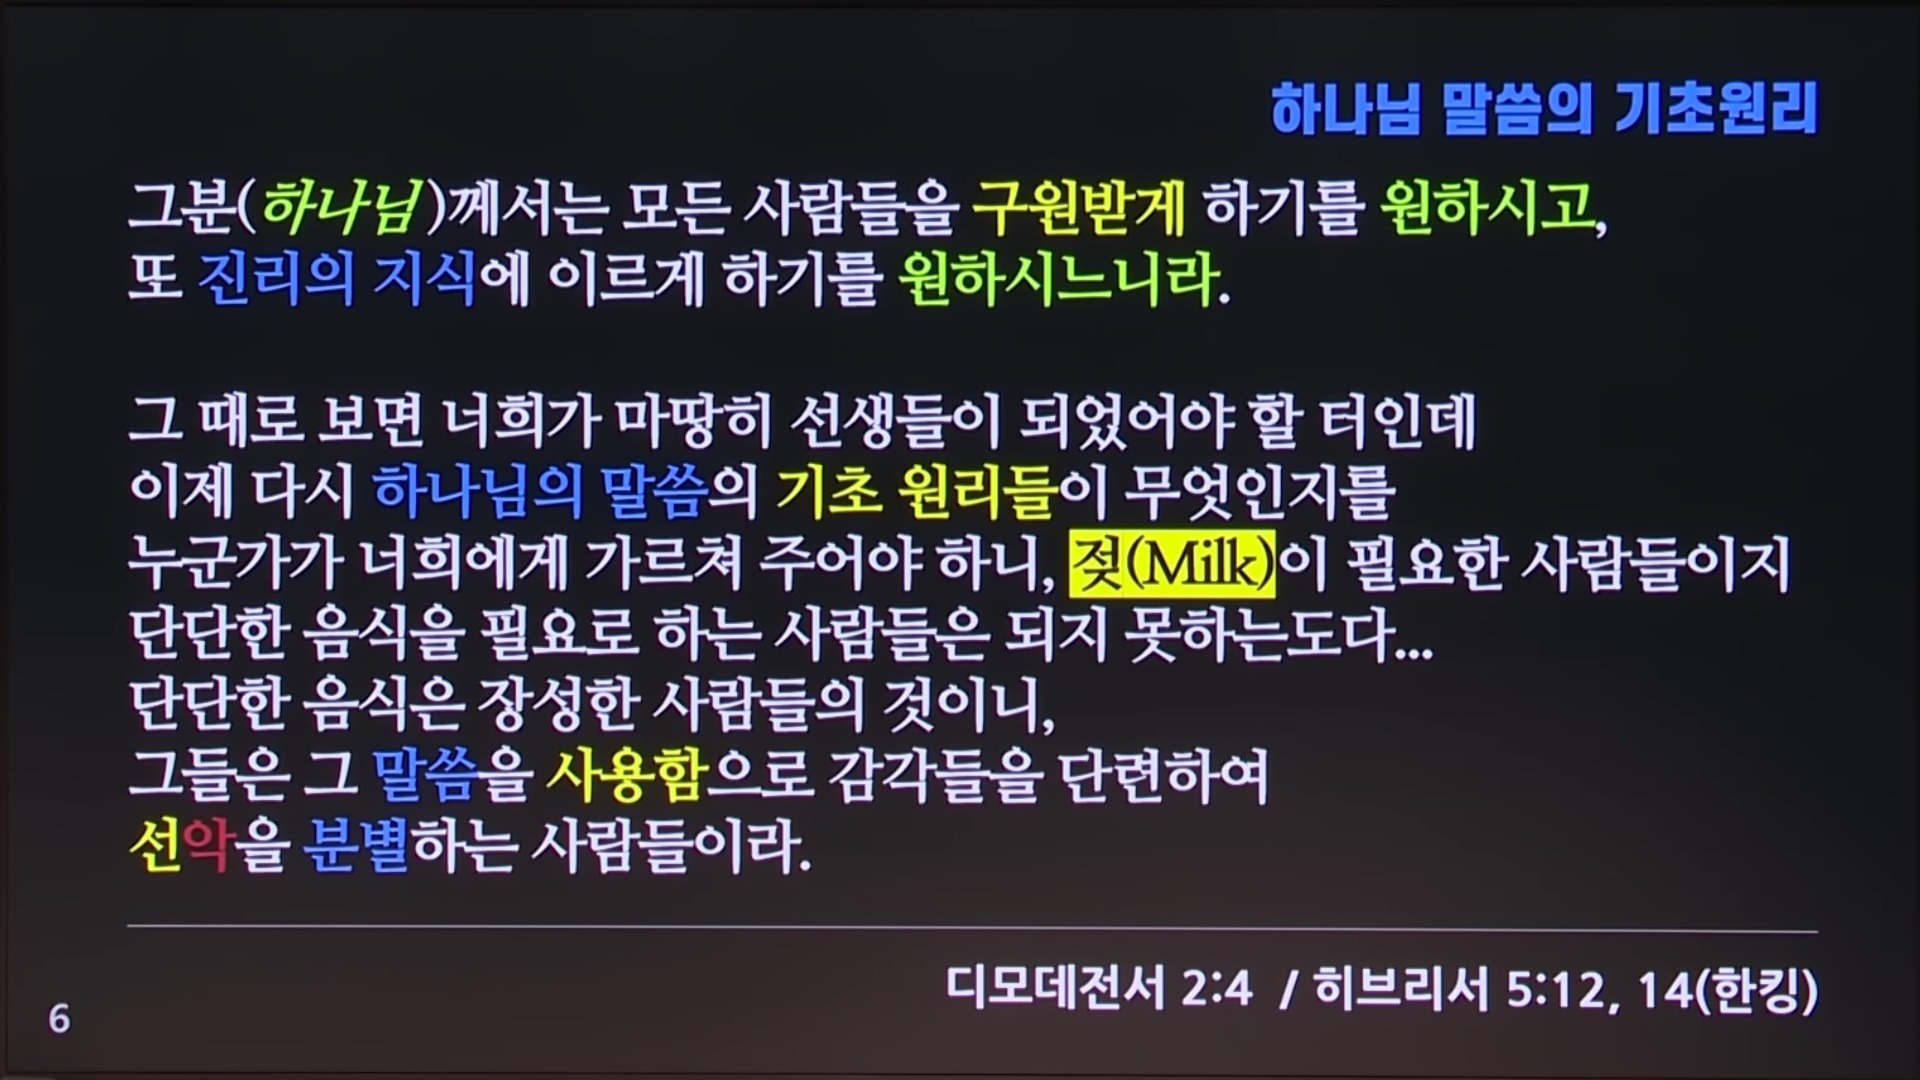 하나님 말씀의 기초원리
그분(하나님)께서는 모든 사람들을 구원받게 하기를 원하시고,
또 진리의 지식에 이르게 하기를 원하시느니라.
그 때로 보면 너희가 마땅히 선생들이 되었어야 할 터인데
이제 다시 하나님의 말씀의 기초 원리들이 무엇인지를
누군가가 너희에게 가르쳐 주어야 하니, 젖(Milk)이 필요한 사람들이지
단단한 음식을 필요로 하는 사람들은 되지 못하는도다...
단단한 음식은 장성한 사람들의 것이니,
그들은 그 말씀을 사용함으로 감각들을 단련하여
선악을 분별하는 사람들이라.
디모데전서 2:4 / 히브리서 5:12, 14(한킹)
6